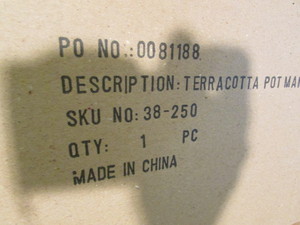 PO NO.:0081188
DESCRIPTION:TERRACOTTA POT
SKU NO:38-250
QTY: 1 PC
MADE IN CHINA